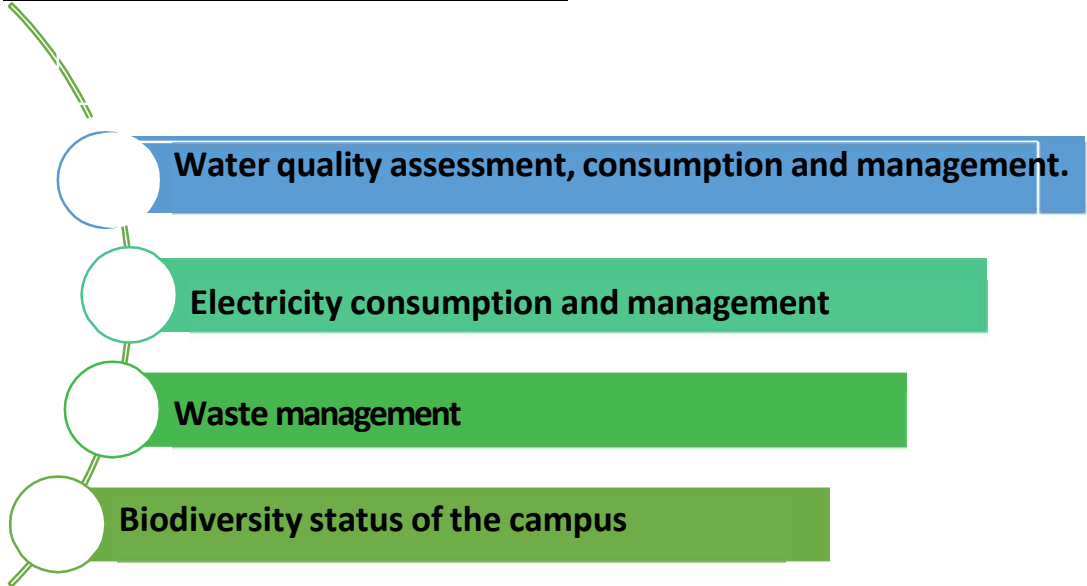 Water quality assessment, consumption and management.
Electricity consumption and management
Waste management
Biodiversity status of the campus